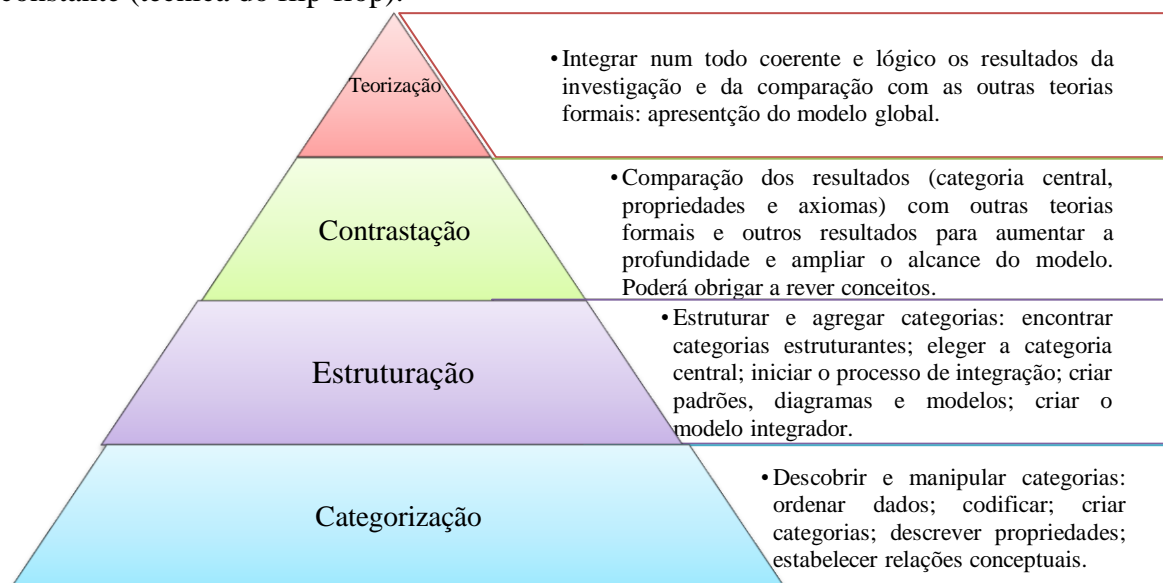 constante (técnica do flip-flop).
Teorização
•Integrar num todo coerente e lógico os resultados da
investigação e da comparação com as outras teorias
formais: apresentção do modelo global.
Contrastação
•Comparação dos resultados (categoria central,
propriedades e axiomas) com outras teorias
formais e outros resultados para aumentar a
profundidade e ampliar o alcance do modelo.
Poderá obrigar a rever conceitos.
Estruturação
•Estruturar e agregar categorias: encontrar
categorias estruturantes; eleger a categoria
central; iniciar o processo de integração; criar
padrões, diagramas e modelos; criar o
modelo integrador.
Categorização
•Descobrir e manipular categorias:
ordenar dados; codificar; criar
categorias; descrever propriedades;
estabelecer relações conceptuais.